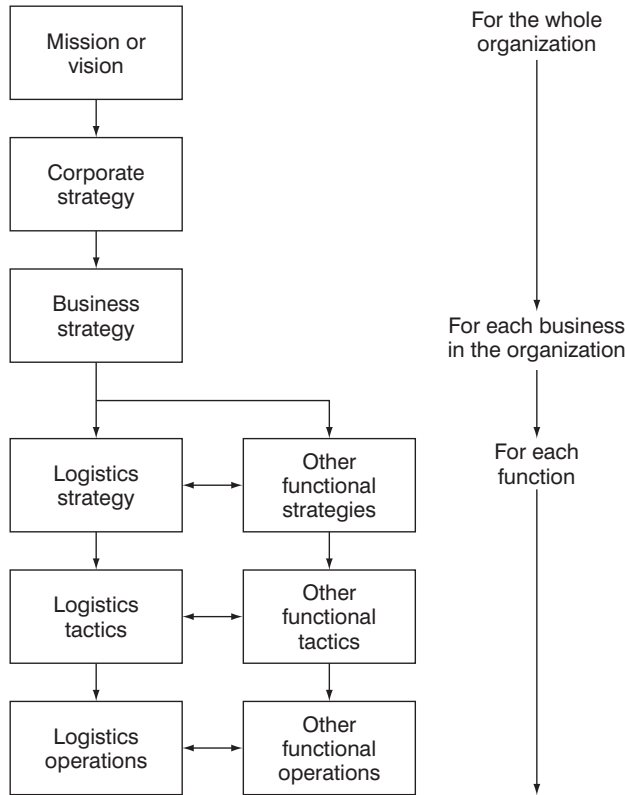 Mission or
vision
For the whole
organization
Corporate
strategy
Business
strategy
For each business
in the organization
Logistics
strategy
Other
functional
strategies
For each
function
Logistics
tactics
Other
functional
tactics
Logistics
operations
Other
functional
operations